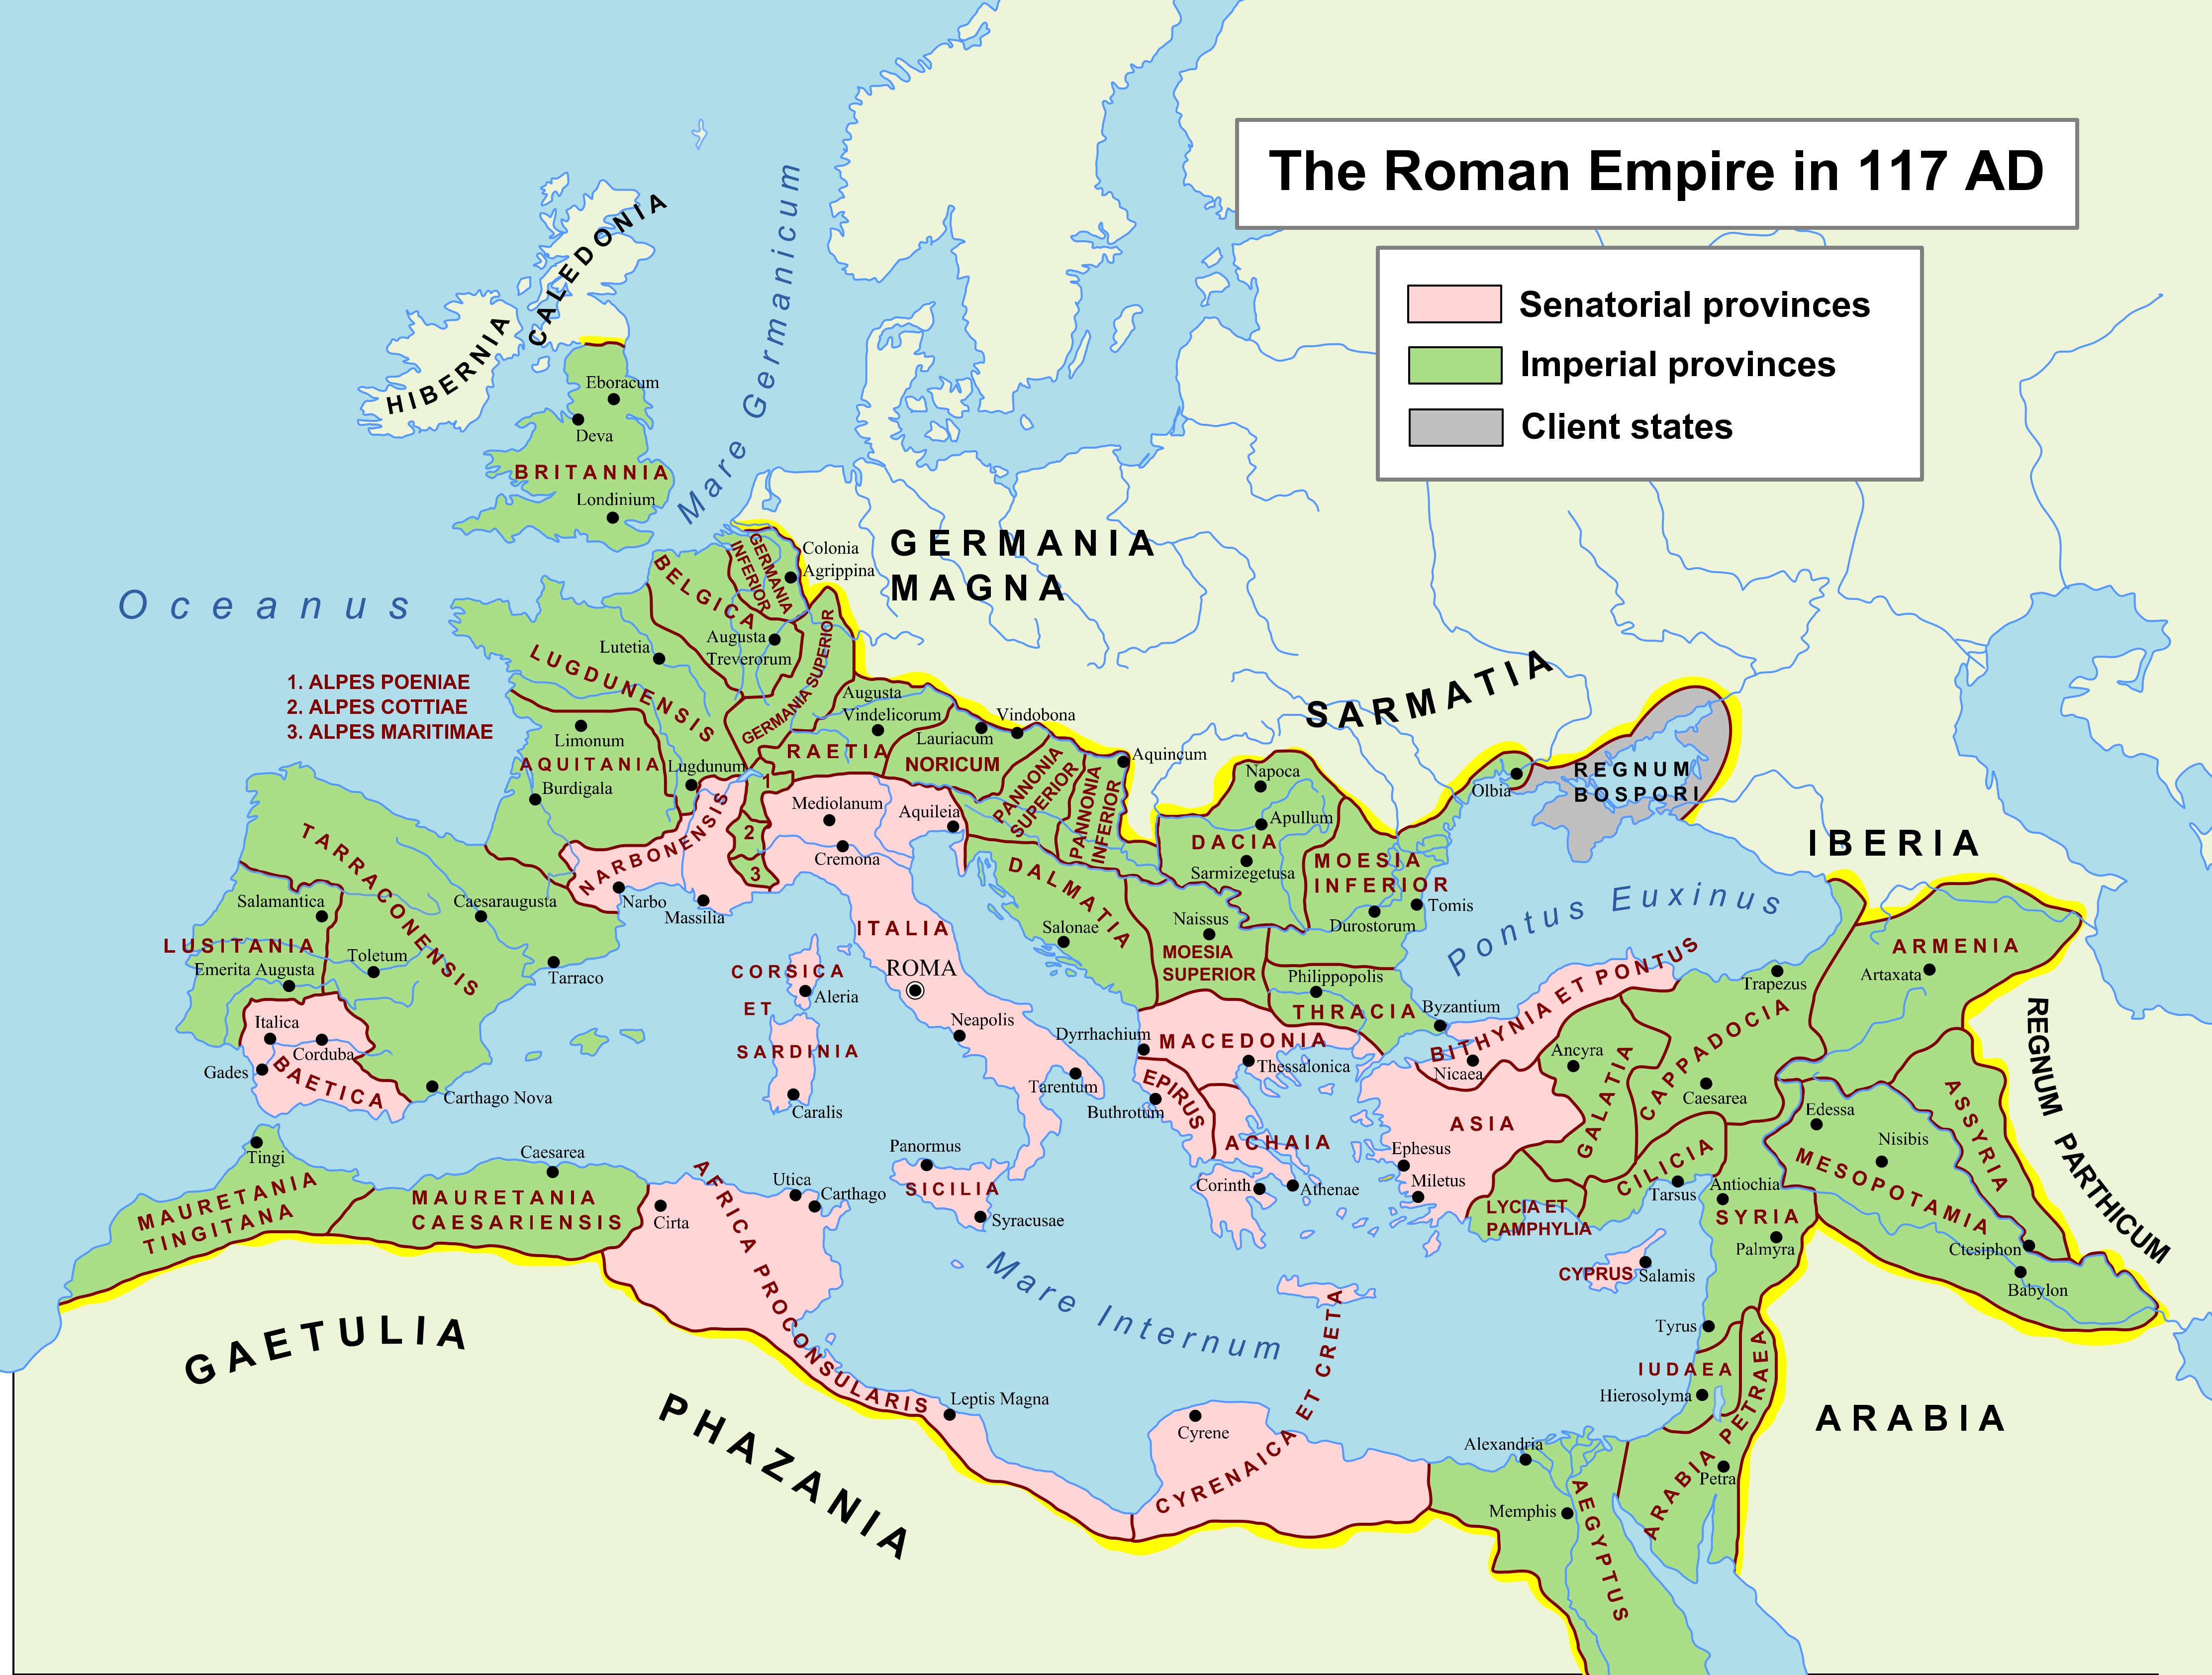 The Roman Empire in 117 AD
Senatorial provinces
Imperial provinces
Client states
CALEDONIA
HIBERNIA
Mare Germanicum
Eboracum
Deva
BRITANNIA
Londinium
Oceanus
GERMANIA
MAGNA
GERMANIA
INFERIOR
Colonia
Agrippina
BELGICA
Augusta
Treverorum
Lutetia
LUGDUNENSIS
GERMANIA SUPERIOR
1. ALPES POENIAE
2. ALPES COTTIAE
3. ALPES MARITIMAE
Limonum
AQUITANIA
Burdigala
Lugdunum
Augusta
Vindelicorum
RAETIA
Lauriacum
NORICUM
Vindobona
PANNONIA
SUPERIOR
PANNONIA
INFERIOR
Aquincum
SARMATIA
1
2
3
NARBONENSIS
Narbo
Massilia
Mediolanum
Cremona
Aquileia
ITALIA
ROMA
Neapolis
Tarentum
DALMATIA
Salonae
Napoca
Apullum
DACIA
Sarmizegetusa
MOESIA
INFERIOR
Tomis
Durostorum
Naissus
MOESIA
SUPERIOR
Philippopolis
THRACIA
Byzantium
Olbia
REGNUM
BOSPORI
IBERIA
Pontus Euxinus
TARRACONENSIS
Salamantica
Caesaraugusta
LUSITANIA
Toletum
Emerita Augusta
Tarraco
Italica
Corduba
Gades
BAETICA
Carthago Nova
CORSICA
ET
SARDINIA
Aleria
Caralis
Dyrrhachium
MACEDONIA
Thessalonica
EPIRUS
Buthrotum
ACHAIA
Corinth
Athenae
BITHYNIA ET PONTUS
Nicaea
Ancyra
GALATIA
CAPPADOCIA
Trapezus
Caesarea
ARMENIA
Artaxata
REGNUM PARTHICUM
ASIA
Ephesus
Miletus
LYCIA ET
PAMPHYLIA
CILICIA
Tarsus
Antiochia
SYRIA
Palmyra
Edessa
Nisibis
MESOPOTAMIA
ASSYRIA
Ctesiphon
Babylon
CYPRUS
Salamis
Tingi
MAURETANIA
TINGITANA
Caesarea
MAURETANIA
CAESARIENSIS
Cirta
Utica
Carthago
AFRICA PROCONSULARIS
Panormus
SICILIA
Syracusae
Mare Internum
GAETULIA
PHAZANIA
Leptis Magna
Cyrene
CYRENAICA ET CRETA
Tyrus
IUDAEA
Hierosolyma
ARABIA PETRAEA
Petra
ARABIA
Alexandria
Memphis
AEGYPTUS